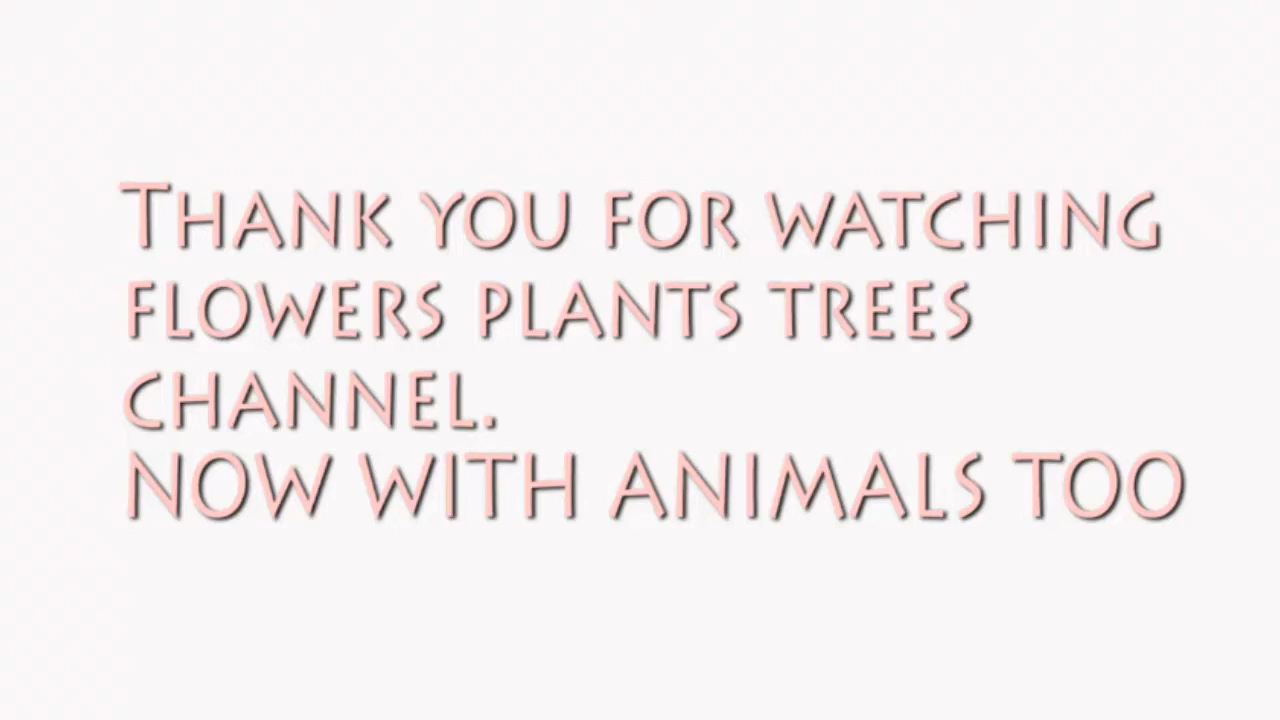 Thank you for watching
flowers plants trees
channel.
NOW WITH ANIMALS TOO